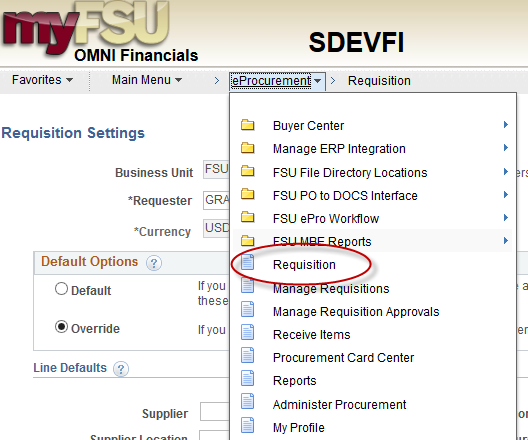 myFSU
OMNI Financials
SDEVFI
Favorites Main Menu > eProcurement > Requisition
Requisition Settings
Business Unit FSU
*Requester GRA
*Currency USD
Default Options ?
Default If you
these
Override If you
Line Defaults ?
Supplier
Supplier Location
Buyer Center
Manage ERP Integration
FSU File Directory Locations
FSU PO to DOCS Interface
FSU ePro Workflow
FSU MBE Reports
Requisition
Manage Requisitions
Manage Requisition Approvals
Receive Items
Procurement Card Center
Reports
Administer Procurement
My Profile